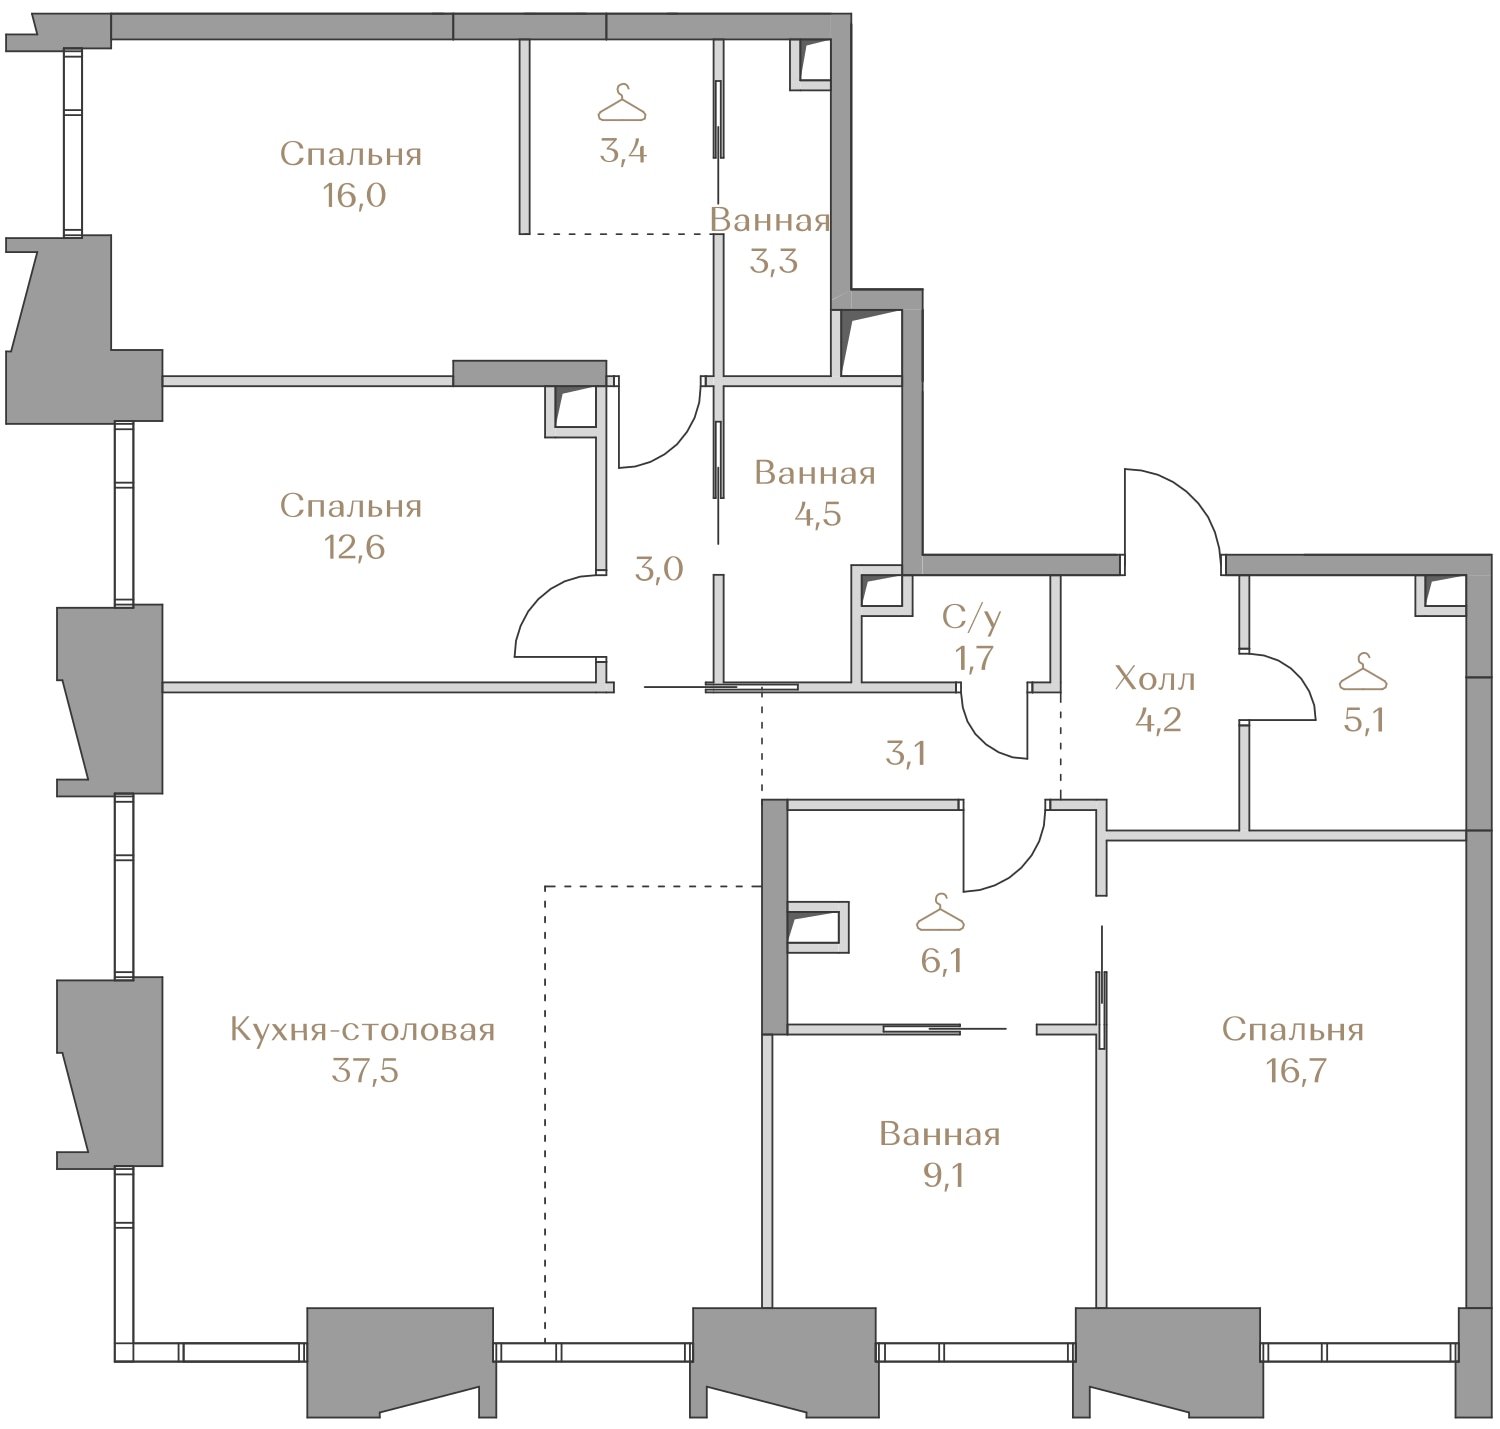 Спальня
16,0
3,4
Ванная
3,3
Спальня
12,6
Ванная
4,5
3,0
С/у
1,7
Холл
4,2
5,1
3,1
6,1
Кухня-столовая
37,5
Спальня
16,7
Ванная
9,1